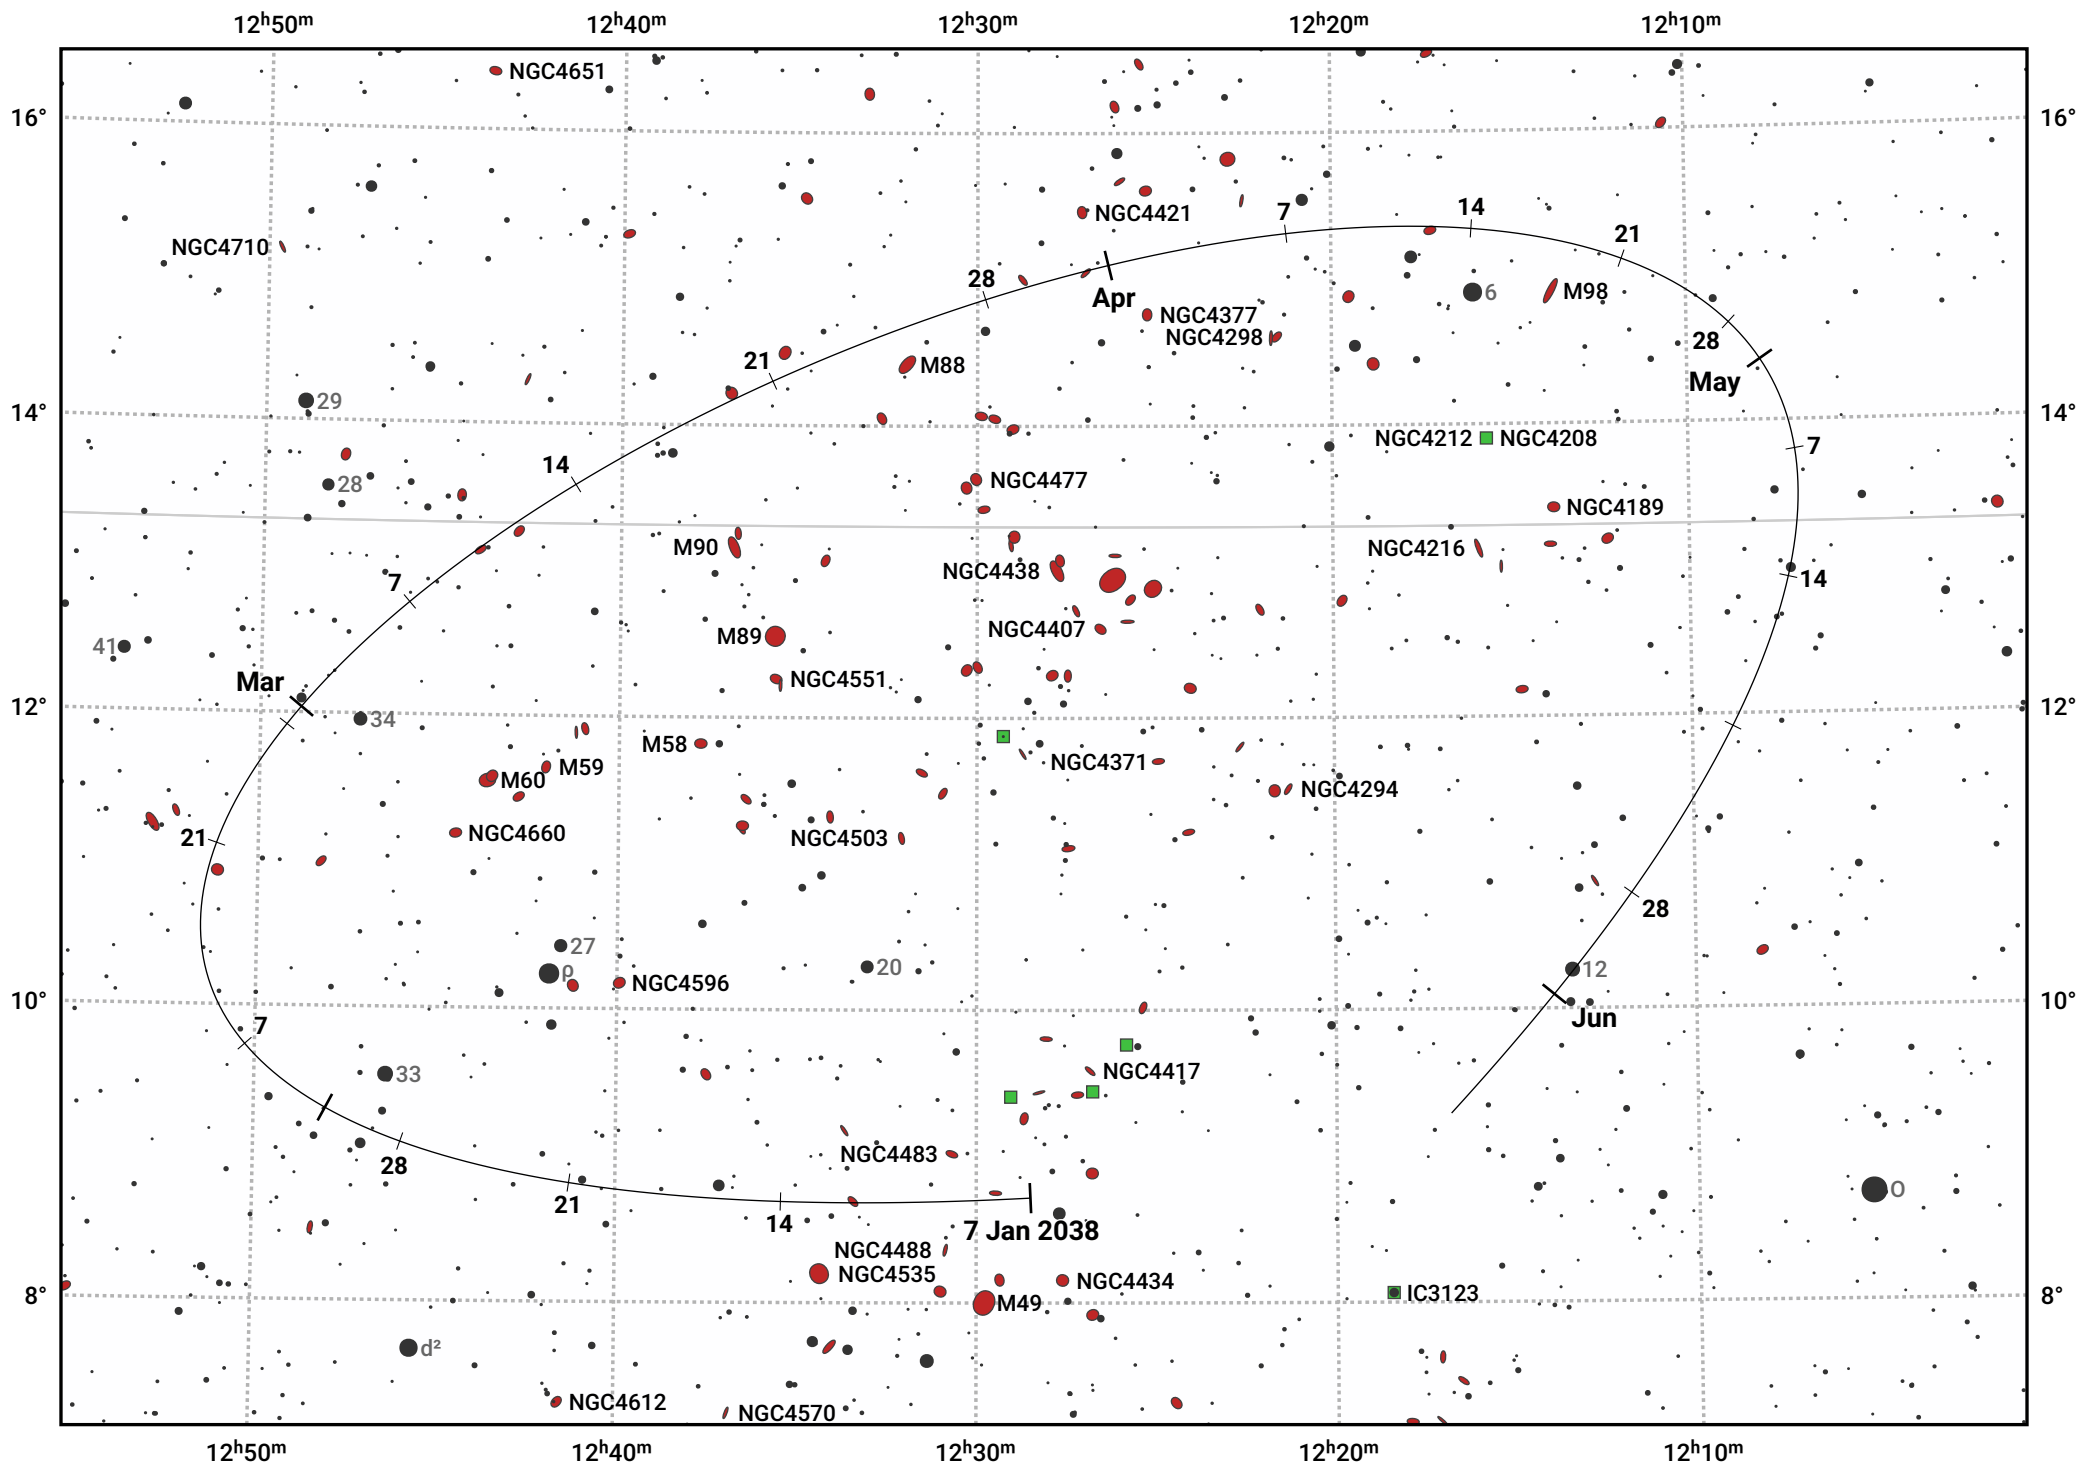 12ʰ50ᵐ 12ʰ40ᵐ 12ʰ30ᵐ 12ʰ20ᵐ 12ʰ10ᵐ
NGC4651
16° 16°
NGC4421
7 14
21
NGC4710
28
Apr
6 M98
NGC4377
NGC4298
28
21 M88
May
29
14° 14°
NGC4212 NGC4208
7
14
28 NGC4477
NGC4189
M90 NGC4216
NGC4438
7 14
NGC4407
M89
41
Mar NGC4551
12° 34 12°
M58
NGC4371
M59
M60
NGC4294
21 NGC4660 NGC4503
28
27
20 12
ρ NGC4596
10° 10°
7 Jun
33 NGC4417
NGC4483
28
21 14 O
7 Jan 2038
NGC4488
NGC4535 NGC4434
8° M49 IC3123 8°
d²
NGC4612 NGC4570
12ʰ50ᵐ 12ʰ40ᵐ 12ʰ30ᵐ 12ʰ20ᵐ 12ʰ10ᵐ